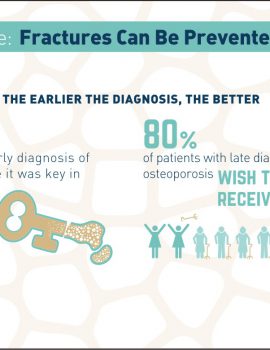 : Fractures Can Be Prevente
THE EARLIER THE DIAGNOSIS, THE BETTER
rly diagnosis of
it was key in
80%
of patients with late dia
osteoporosis WISH T
RECEIV